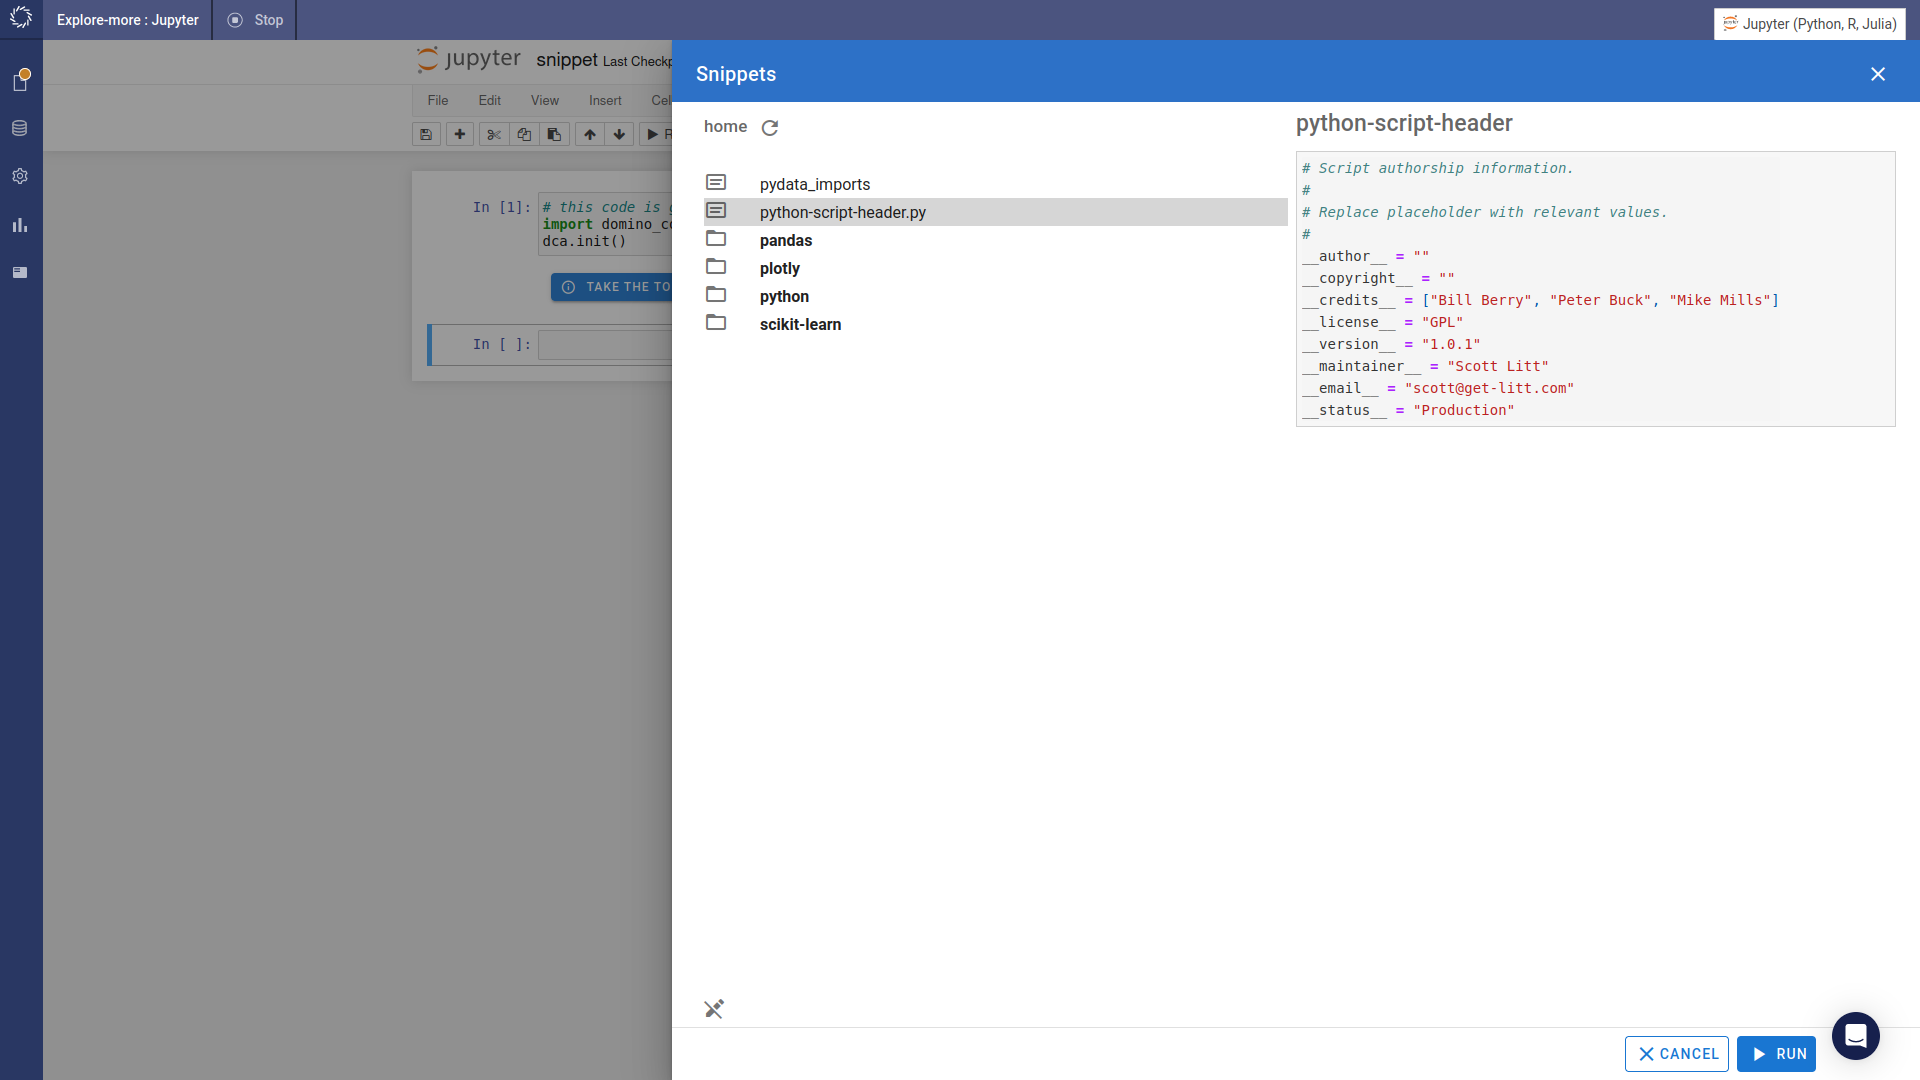 Explore-more : Jupyter
Stop
Jupyter (Python, R, Julia)
jupyter snippet Last Checkp
File Edit View Insert Cel
R
In [1]: # this code is g
import domino_co
dca.init()
TAKE THE TO
In [ ]:
Snippets
home
pydata_imports
python-script-header.py
pandas
plotly
python
scikit-learn
python-script-header
# Script authorship information.
#
# Replace placeholder with relevant values.
#
__author__ = ""
__copyright__ = ""
__credits__ = ["Bill Berry", "Peter Buck", "Mike Mills"]
__license__ = "GPL"
__version__ = "1.0.1"
__maintainer__ = "Scott Litt"
__email__ = "scott@get-litt.com"
__status__ = "Production"
CANCEL
RUN